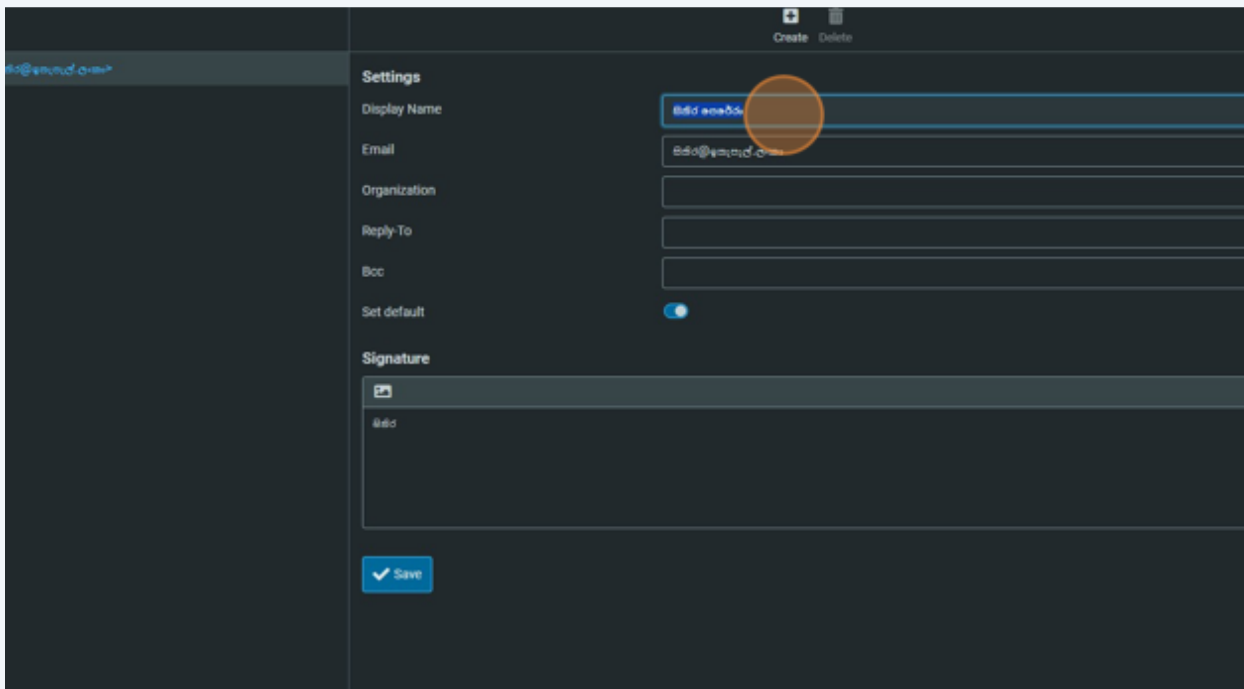 Create Delete
Settings
Display Name
Email
Organization
Reply-To
Bcc
Set default
Signature
Save